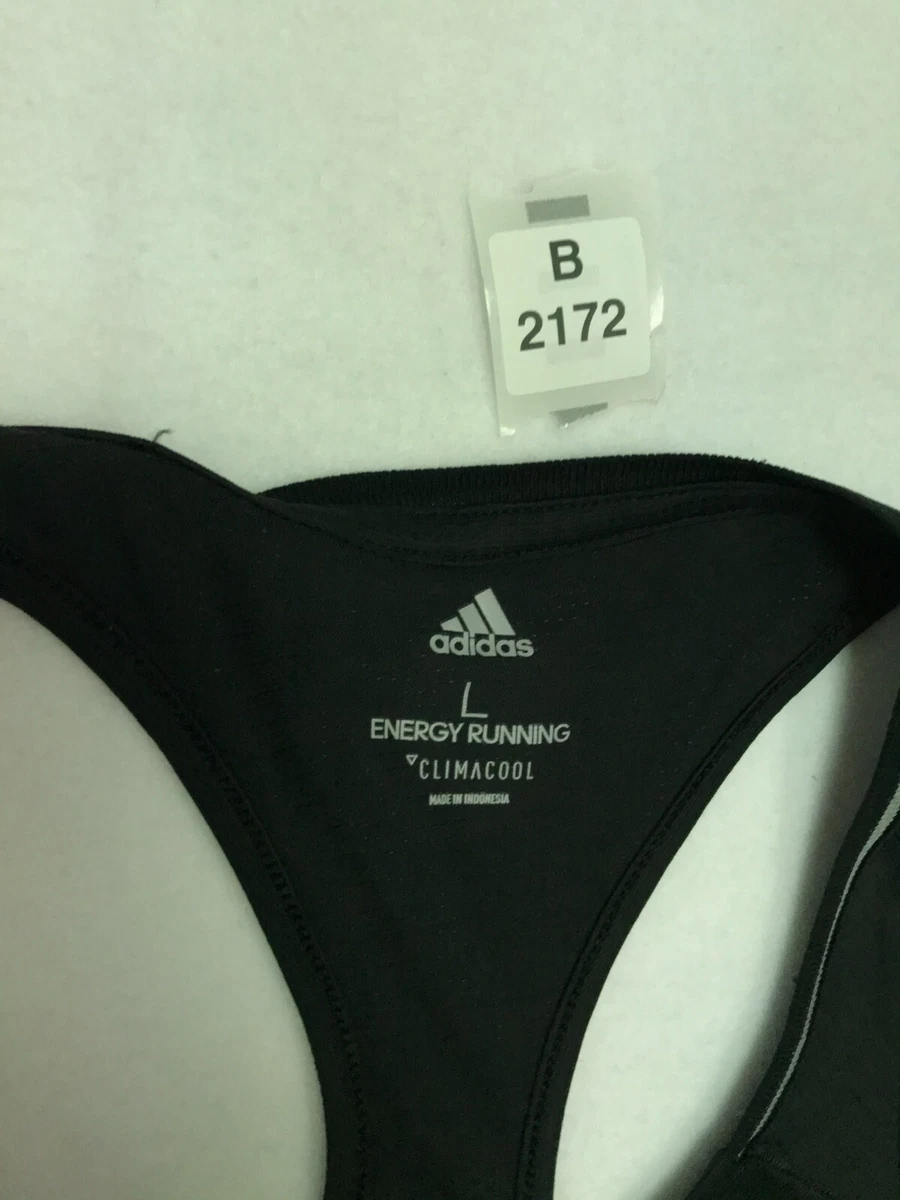 B
2172
adidas
L
ENERGY RUNNING
CLIMACOOL
MADE IN INDONESIA